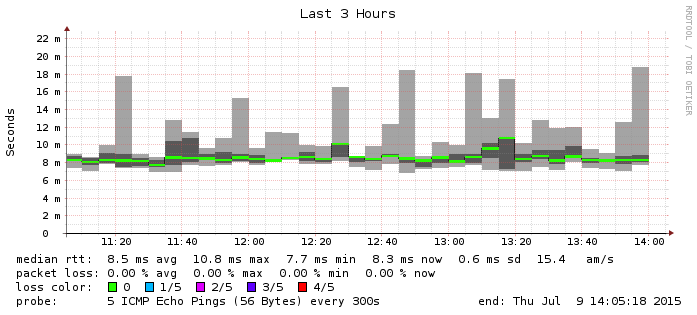 Last 3 Hours
RRDTOOL / TOBI OETIKER
Seconds
22 m
20 m
18 m
16 m
14 m
12 m
10 m
8 m
6 m
4 m
2 m
0
11:20 11:40 12:00 12:20 12:40 13:00 13:20 13:40 14:00
median rtt: 8.5 ms avg 10.8 ms max 7.7 ms min 8.3 ms now 0.6 ms sd 15.4 am/s
packet loss: 0.00 % avg 0.00 % max 0.00 % min 0.00 % now
loss color: 0 1/5 2/5 3/5 4/5
probe: 5 ICMP Echo Pings (56 Bytes) every 300s end: Thu Jul 9 14:05:18 2015